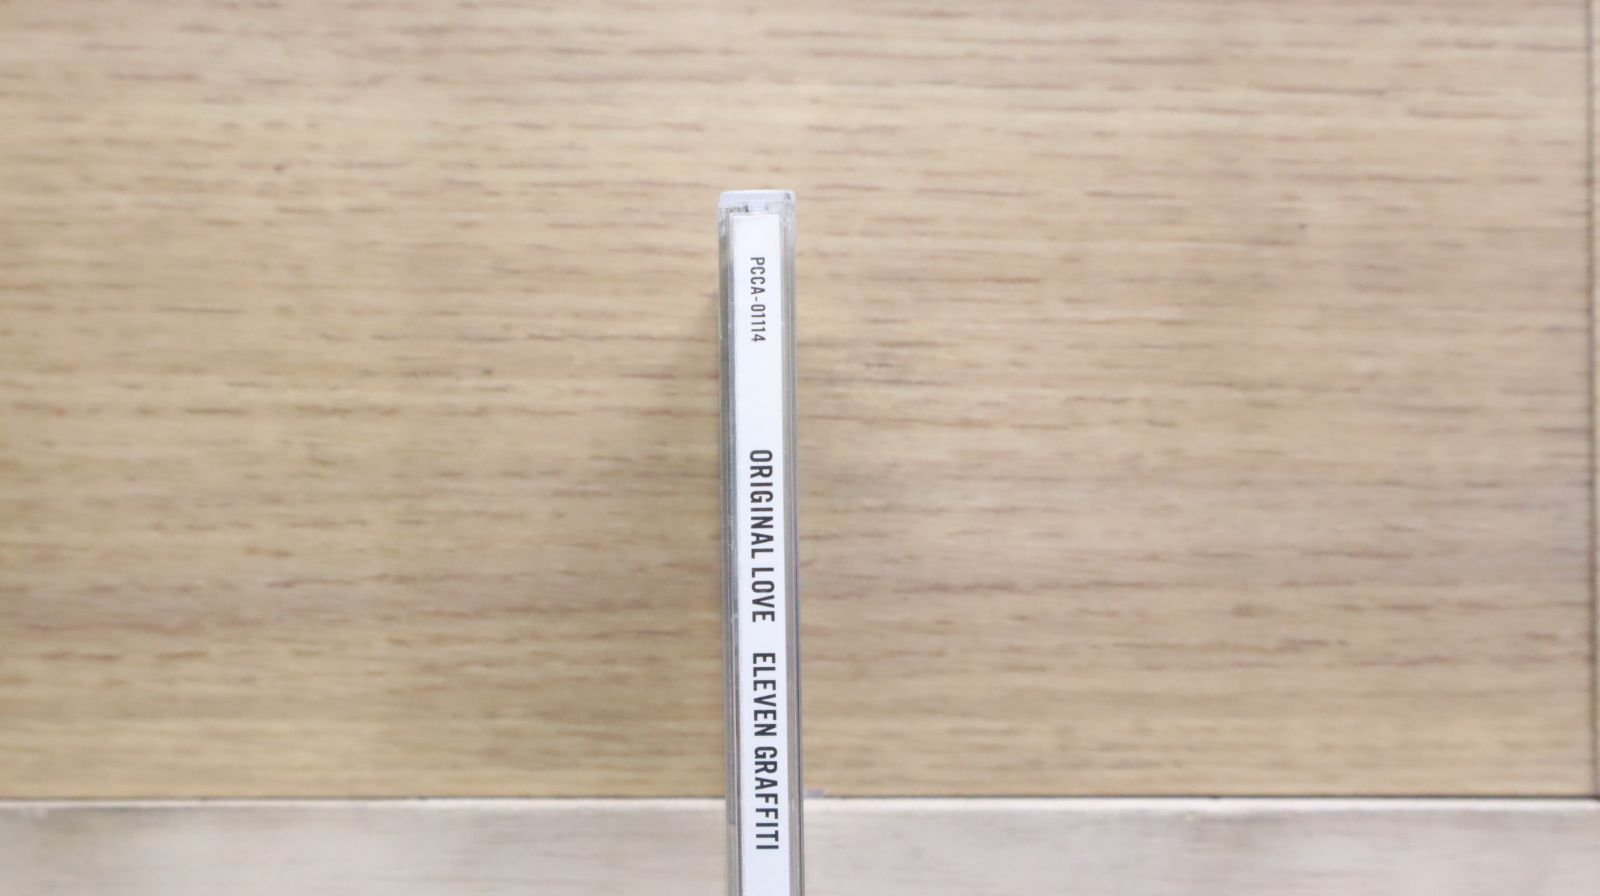 PCCA-01114
ORIGINAL LOVE ELEVEN GRAFFITI